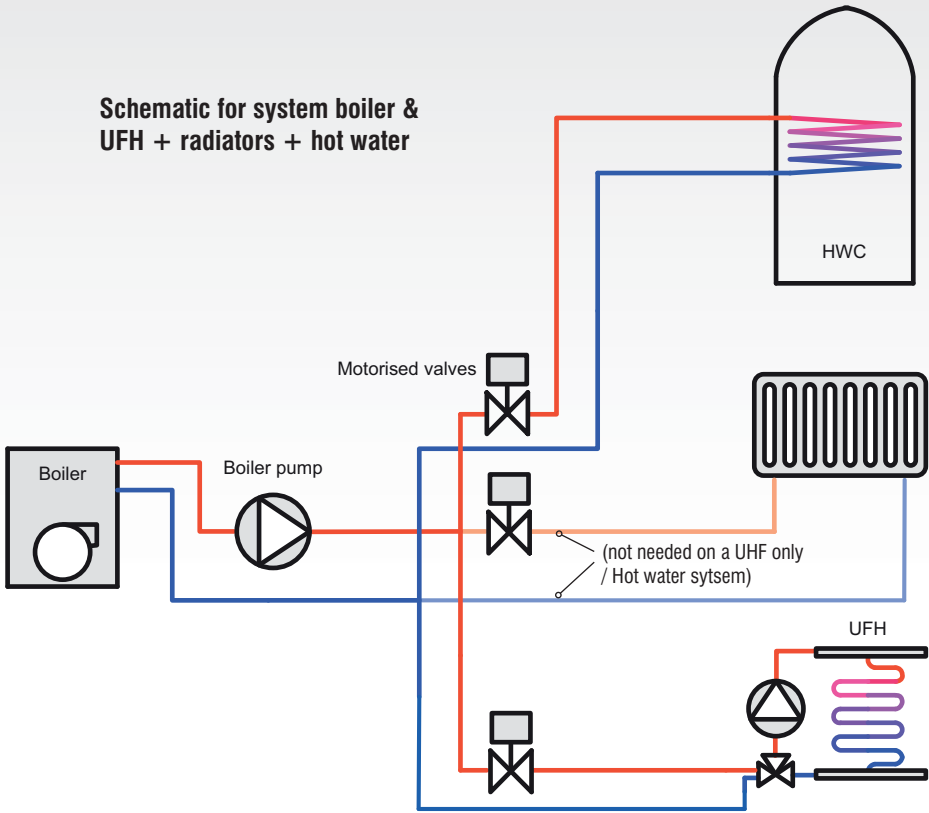 Schematic for system boiler &
UFH + radiators + hot water
HWC
Motorised valves
Boiler
Boiler pump
(not needed on a UHF only
/ Hot water sytsem)
UFH